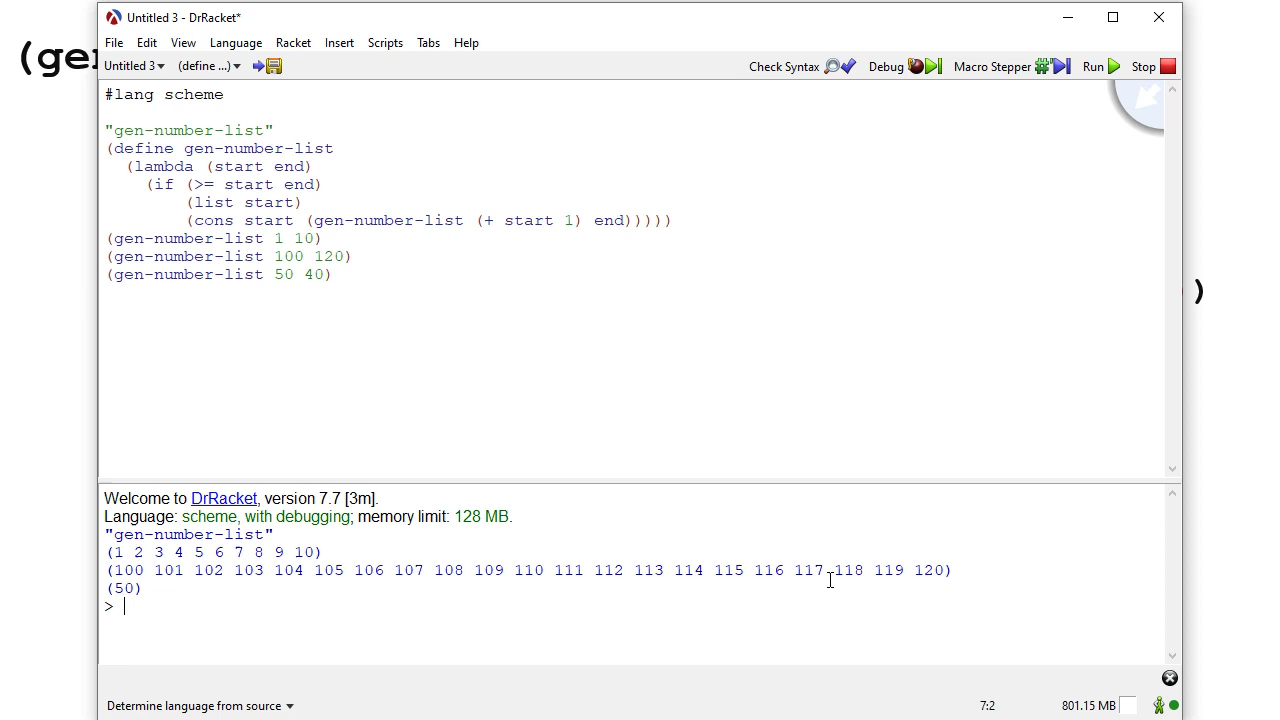 Untitled 3 - DrRacket*
(ge
File Edit View Language Racket Insert Scripts Tabs Help
Untitled 3 (define ...) Check Syntax Debug Macro Stepper Run Stop
#lang scheme
"gen-number-list"
(define gen-number-list
(lambda (start end)
(if (>= start end)
(list start)
(cons start (gen-number-list (+ start 1) end)))))
(gen-number-list 1 10)
(gen-number-list 100 120)
(gen-number-list 50 40)
)
Welcome to DrRacket, version 7.7 [3m].
Language: scheme, with debugging; memory limit: 128 MB.
"gen-number-list"
(1 2 3 4 5 6 7 8 9 10)
(100 101 102 103 104 105 106 107 108 109 110 111 112 113 114 115 116 117 118 119 120)
(50)
>
Determine language from source 7:2 801.15 MB